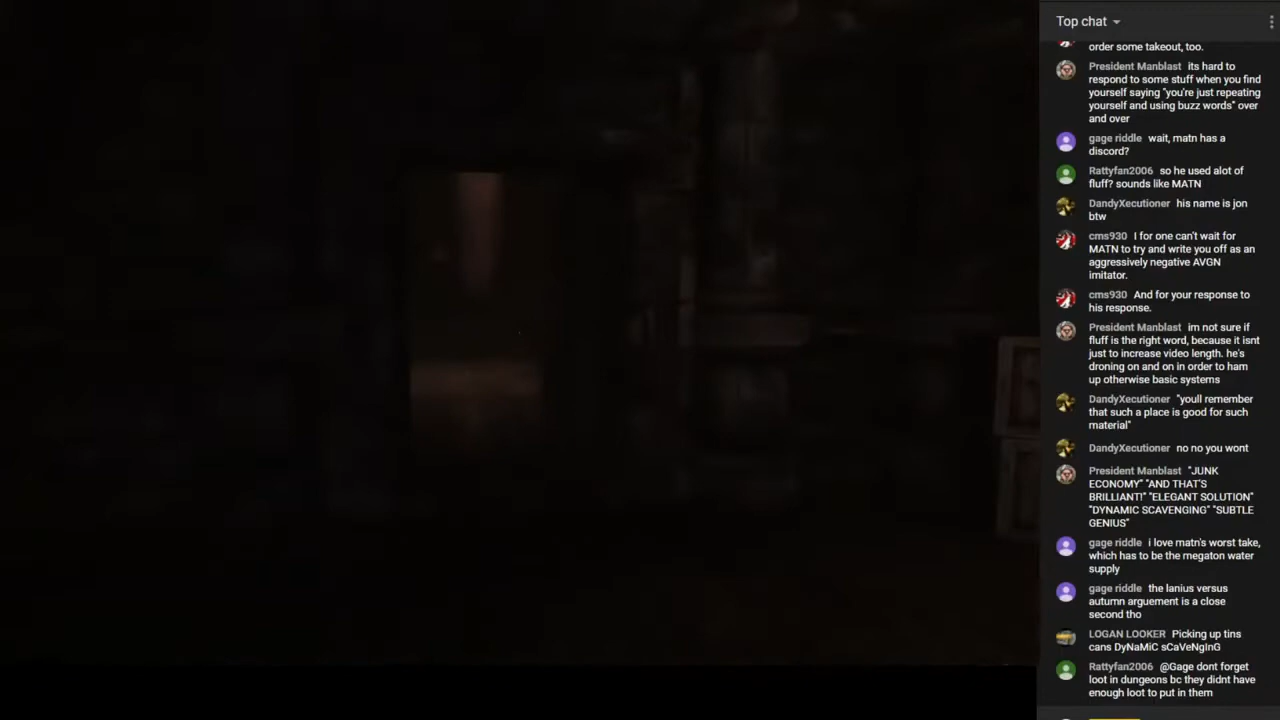 Top chat
order some takeout, too.
President Manblast its hard to
respond to some stuff when you find
yourself saying "you're just repeating
yourself and using buzz words" over
and over
gage riddle wait, matn has a
discord?
Rattyfan2006 so he used alot of
fluff? sounds like MATN
DandyXecutioner his name is jon
btw
cms930 I for one can't wait for
MATN to try and write you off as an
aggressively negative AVGN
imitator.
cms930 And for your response to
his response.
President Manblast im not sure if
fluff is the right word, because it isnt
just to increase video length. he's
droning on and on in order to ham
up otherwise basic systems
DandyXecutioner "youll remember
that such a place is good for such
material"
DandyXecutioner no no you wont
President Manblast "JUNK
ECONOMY" "AND THAT'S
BRILLIANT!" "ELEGANT SOLUTION"
"DYNAMIC SCAVENGING" "SUBTLE
GENIUS"
gage riddle i love matn's worst take,
which has to be the megaton water
supply
gage riddle the lanius versus
autumn arguement is a close
second tho
LOGAN LOOKER Picking up tins
cans DyNaMiC sCaVeNgInG
Rattyfan2006 @Gage dont forget
loot in dungeons bc they didnt have
enough loot to put in them